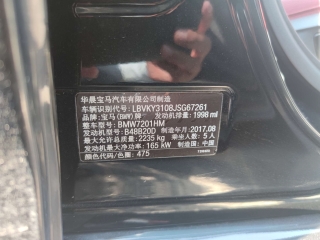 华晨宝马汽车有限公司制造
车辆识别代号: LBVKY3108JSG67261
品牌: 宝马(BMW)牌 发动机排量: 1998 ml
整车型号: BMW7201HM
发动机型号: B48B20D 制造年月: 2017.08
最大允许总质量: 2235 kg 乘坐人数: 5 人
发动机最大净功率: 165 kW 制造国: 中国
颜色代码/色圈: 475